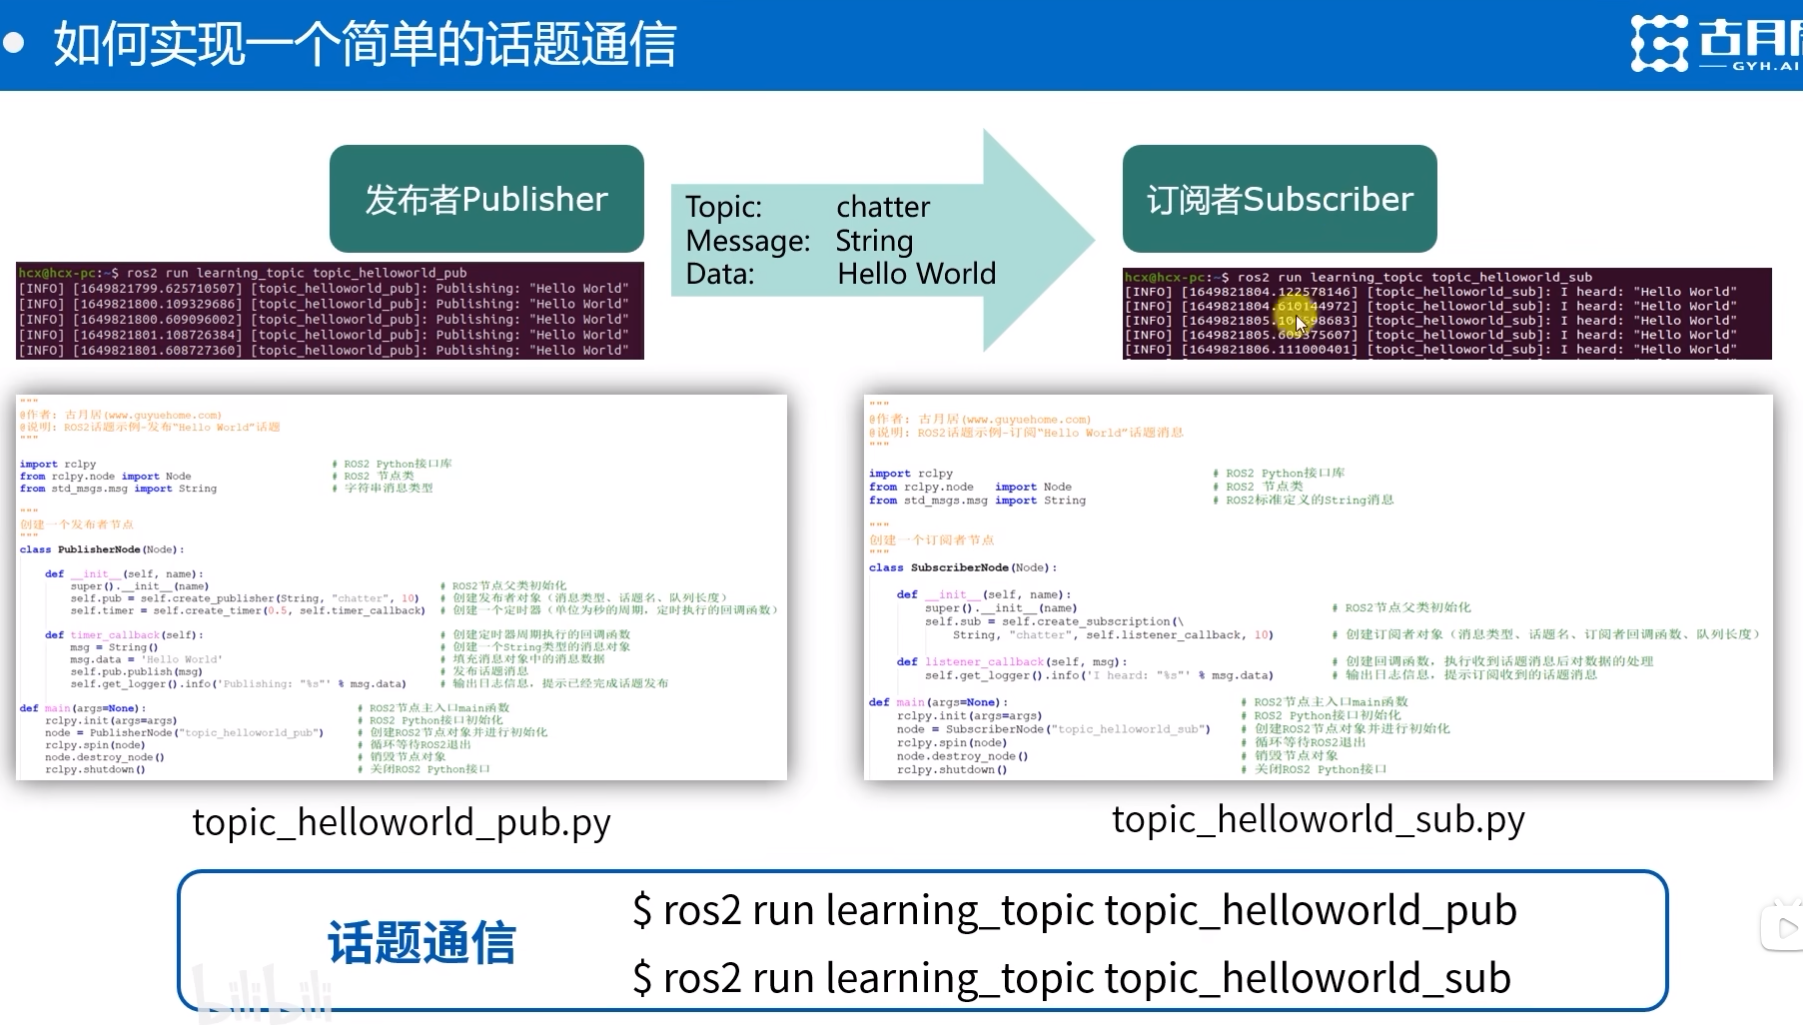 如何实现一个简单的话题通信
GYH.AI
发布者Publisher
Topic: chatter
Message: String
Data: Hello World
订阅者Subscriber
hcx@hcx-pc:~$ ros2 run learning_topic topic_helloworld_pub
[INFO] [1649821799.625710507] [topic_helloworld_pub]: Publishing: "Hello World"
[INFO] [1649821800.109329686] [topic_helloworld_pub]: Publishing: "Hello World"
[INFO] [1649821800.609096002] [topic_helloworld_pub]: Publishing: "Hello World"
[INFO] [1649821801.108726384] [topic_helloworld_pub]: Publishing: "Hello World"
[INFO] [1649821801.608727360] [topic_helloworld_pub]: Publishing: "Hello World"
hcx@hcx-pc:~$ ros2 run learning_topic topic_helloworld_sub
[INFO] [1649821804.122578146] [topic_helloworld_sub]: I heard: "Hello World"
[INFO] [1649821804.610144972] [topic_helloworld_sub]: I heard: "Hello World"
[INFO] [topic_helloworld_sub]: I heard: "Hello World"
[INFO] [1649821805.609375607] [topic_helloworld_sub]: I heard: "Hello World"
[INFO] [1649821806.111000401] [topic_helloworld_sub]: I heard: "Hello World"
"""
@作者: 古月居(www.guyuehome.com)
@说明: ROS2话题示例-发布"Hello World"话题
"""
import rclpy # ROS2 Python接口库
from rclpy.node import Node # ROS2 节点类
from std_msgs.msg import String # 字符串消息类型
"""
创建一个发布者节点
"""
class PublisherNode(Node):
def __init__(self, name):
super().__init__(name) # ROS2节点父类初始化
self.pub = self.create_publisher(String, "chatter", 10) # 创建发布者对象（消息类型、话题名、队列长度）
self.timer = self.create_timer(0.5, self.timer_callback) # 创建一个定时器（单位为秒的周期，定时执行的回调函数）
def timer_callback(self): # 创建定时器周期执行的回调函数
msg = String() # 创建一个String类型的消息对象
msg.data = 'Hello World' # 填充消息对象中的消息数据
self.pub.publish(msg) # 发布话题消息
self.get_logger().info('Publishing: "%s"' % msg.data) # 输出日志信息，提示已经完成话题发布
def main(args=None): # ROS2节点主入口main函数
rclpy.init(args=args) # ROS2 Python接口初始化
node = PublisherNode("topic_helloworld_pub") # 创建ROS2节点对象并进行初始化
rclpy.spin(node) # 循环等待ROS2退出
node.destroy_node() # 销毁节点对象
rclpy.shutdown() # 关闭ROS2 Python接口
"""
@作者: 古月居(www.guyuehome.com)
@说明: ROS2话题示例-订阅"Hello World"话题消息
"""
import rclpy # ROS2 Python接口库
from rclpy.node import Node # ROS2 节点类
from std_msgs.msg import String # ROS2标准定义的String消息
"""
创建一个订阅者节点
"""
class SubscriberNode(Node):
def __init__(self, name):
super().__init__(name) # ROS2节点父类初始化
self.sub = self.create_subscription(\
String, "chatter", self.listener_callback, 10) # 创建订阅者对象（消息类型、话题名、订阅者回调函数、队列长度）
def listener_callback(self, msg): # 创建回调函数，执行收到话题消息后对数据的处理
self.get_logger().info('I heard: "%s"' % msg.data) # 输出日志信息，提示订阅收到的话题消息
def main(args=None): # ROS2节点主入口main函数
rclpy.init(args=args) # ROS2 Python接口初始化
node = SubscriberNode("topic_helloworld_sub") # 创建ROS2节点对象并进行初始化
rclpy.spin(node) # 循环等待ROS2退出
node.destroy_node() # 销毁节点对象
rclpy.shutdown() # 关闭ROS2 Python接口
topic_helloworld_pub.py
topic_helloworld_sub.py
话题通信
$ ros2 run learning_topic topic_helloworld_pub
$ ros2 run learning_topic topic_helloworld_sub
bilibili